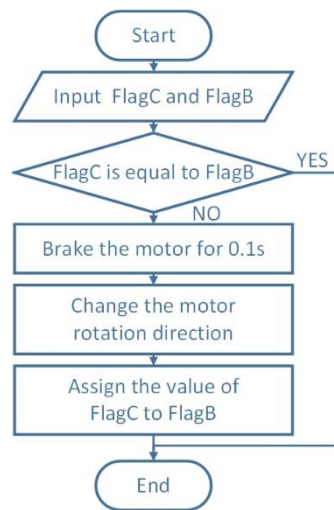 Start
Input FlagC and FlagB
FlagC is equal to FlagB
YES
NO
Brake the motor for 0.1s
Change the motor
rotation direction
Assign the value of
FlagC to FlagB
End